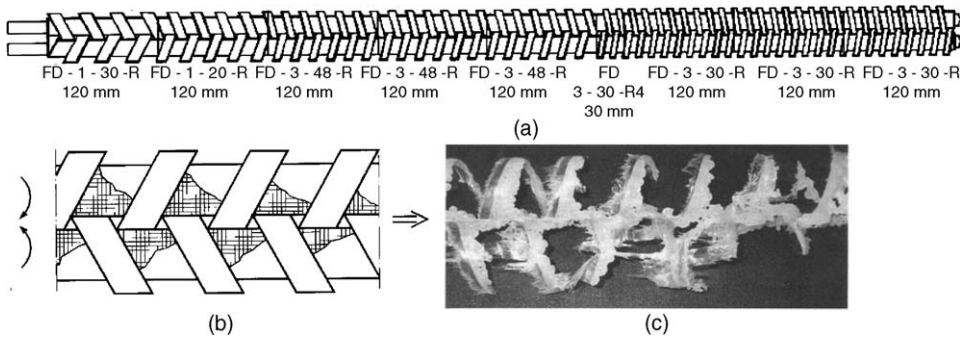 FD - 1 - 30 -R FD - 1 - 20 -R FD - 3 - 48 -R FD - 3 - 48 -R FD - 3 - 48 -R FD FD - 3 - 30 -R FD - 3 - 30 -R FD - 3 - 30 -R
120 mm 120 mm 120 mm 120 mm 120 mm 3 - 30 -R4 120 mm 120 mm 120 mm
30 mm
(a)
(b) (c)